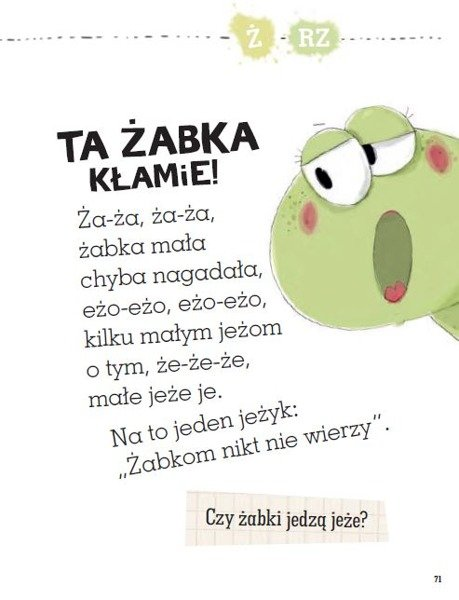 Ż - RZ
TA ŻABKA
KŁAMiE!
Ża-ża, ża-ża,
żabka mała
chyba nagadała,
eżo-eżo, eżo-eżo,
kilku małym jeżom
o tym, że-że-że,
małe jeże je.
Na to jeden jeżyk:
„Żabkom nikt nie wierzy”.
Czy żabki jedzą jeże?
71